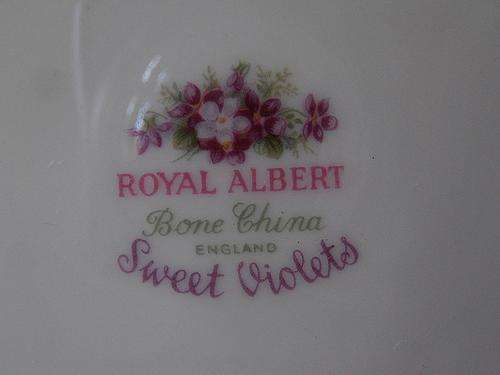 ROYAL ALBERT
Bone China
ENGLAND
Sweet Violets